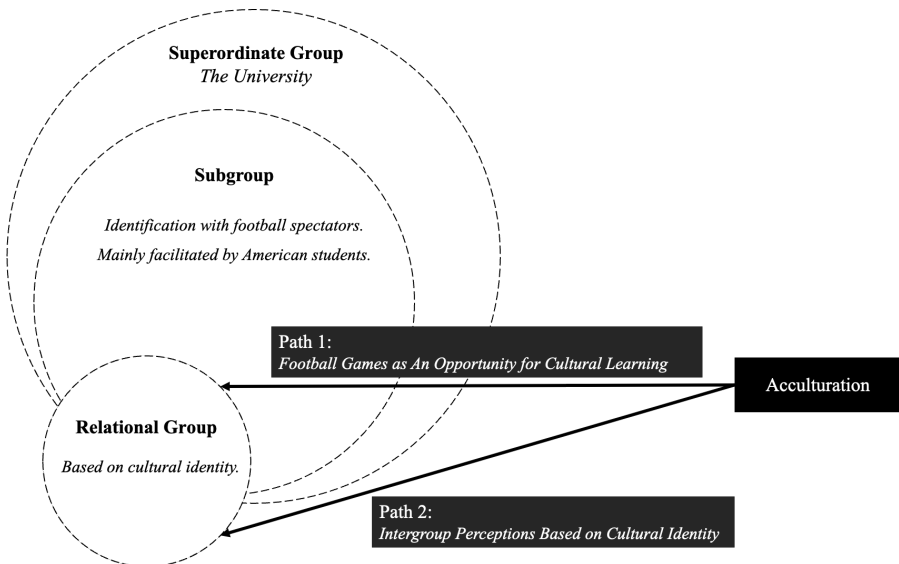 Superordinate Group
The University
Subgroup
Identification with football spectators.
Mainly facilitated by American students.
Path 1:
Football Games as An Opportunity for Cultural Learning
Acculturation
Relational Group
Based on cultural identity.
Path 2:
Intergroup Perceptions Based on Cultural Identity